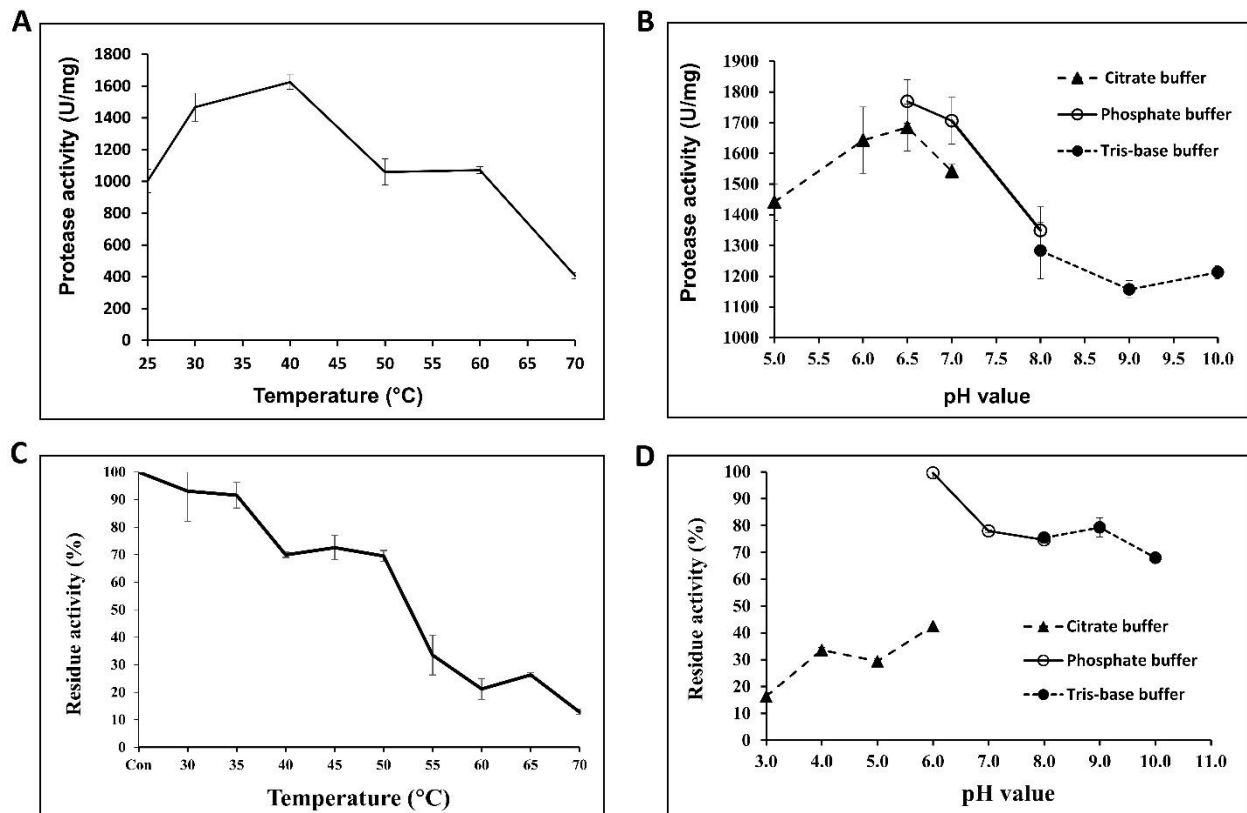 A
Protease activity (U/mg)
1800
1600
1400
1200
1000
800
600
400
200
0
25 30 35 40 45 50 55 60 65 70
Temperature (°C)
B
Protease activity (U/mg)
1900
1800
1700
1600
1500
1400
1300
1200
1100
1000
Citrate buffer
Phosphate buffer
Tris-base buffer
5.0 5.5 6.0 6.5 7.0 7.5 8.0 8.5 9.0 9.5 10.0
pH value
C
Residue activity (%)
100
90
80
70
60
50
40
30
20
10
0
Con 30 35 40 45 50 55 60 65 70
Temperature (°C)
D
Residue activity (%)
100
90
80
70
60
50
40
30
20
10
0
Citrate buffer
Phosphate buffer
Tris-base buffer
3.0 4.0 5.0 6.0 7.0 8.0 9.0 10.0 11.0
pH value